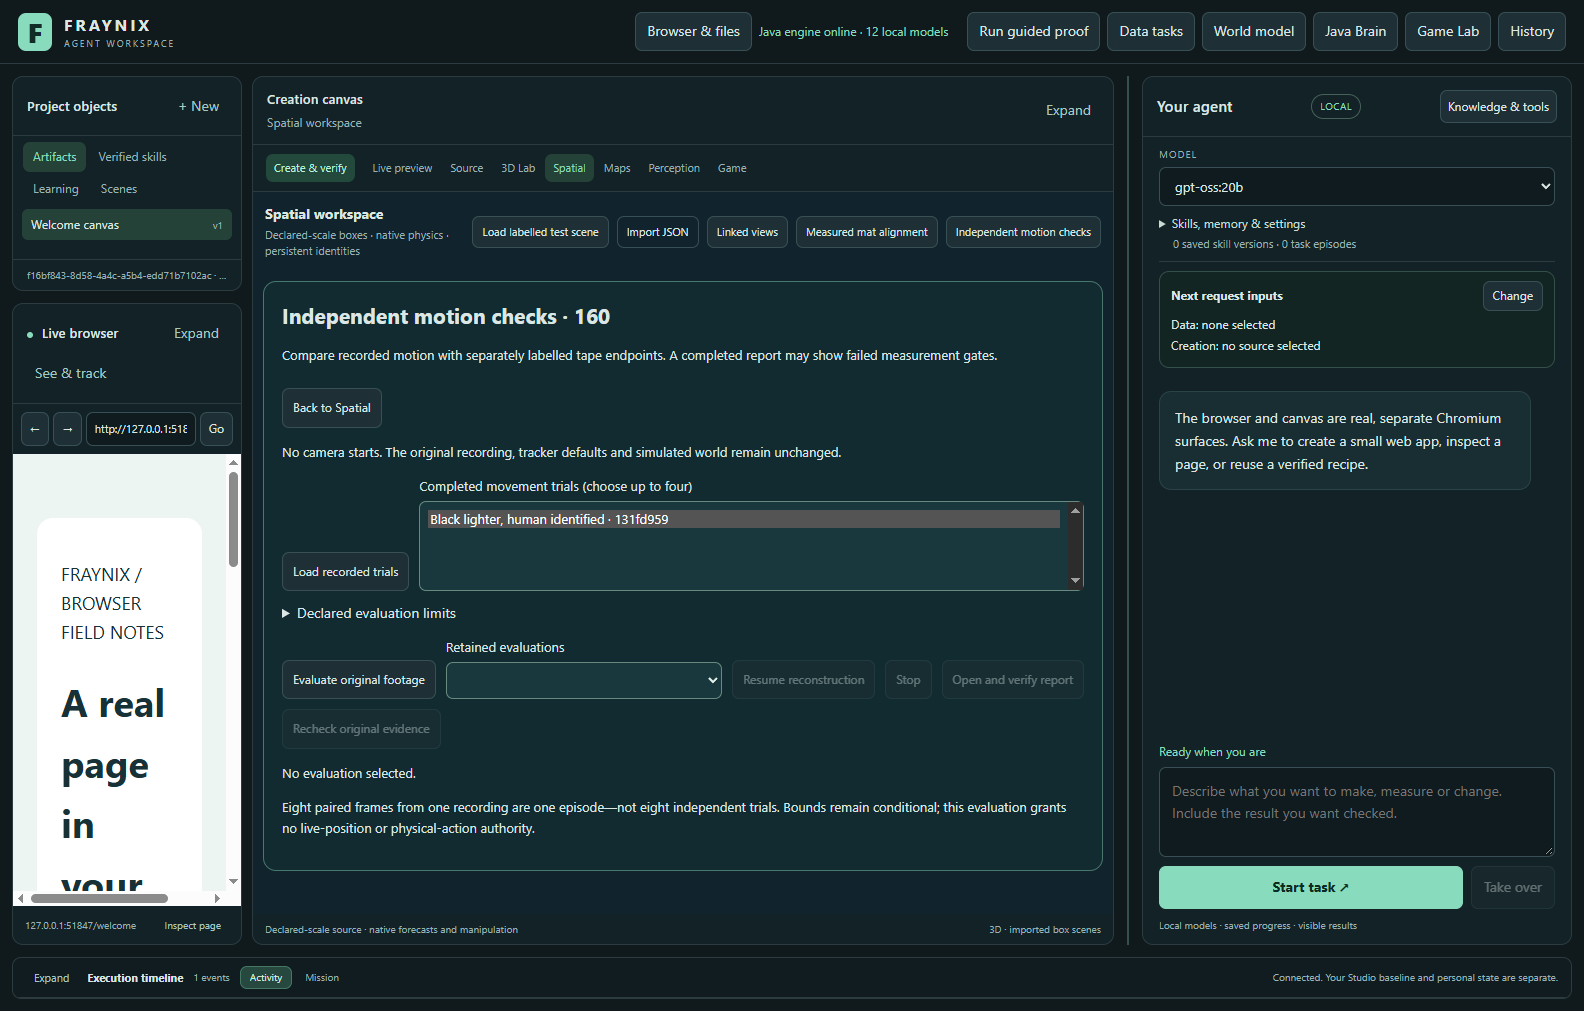 F
FRAYNIX
AGENT WORKSPACE
Browser & files
Java engine online · 12 local models
Run guided proof
Data tasks
World model
Java Brain
Game Lab
History
Project objects
+ New
Artifacts
Verified skills
Learning
Scenes
Welcome canvas
v1
f16bf843-8d58-4a4c-a5b4-edd71b7102ac · ...
Live browser
Expand
See & track
←
→
http://127.0.0.1:518
Go
FRAYNIX /
BROWSER
FIELD NOTES
A real
page
in
your
127.0.0.1:51847/welcome
Inspect page
Creation canvas
Spatial workspace
Expand
Create & verify
Live preview
Source
3D Lab
Spatial
Maps
Perception
Game
Spatial workspace
Declared-scale boxes · native physics ·
persistent identities
Load labelled test scene
Import JSON
Linked views
Measured mat alignment
Independent motion checks
Independent motion checks · 160
Compare recorded motion with separately labelled tape endpoints. A completed report may show failed measurement gates.
Back to Spatial
No camera starts. The original recording, tracker defaults and simulated world remain unchanged.
Completed movement trials (choose up to four)
Black lighter, human identified · 131fd959
Load recorded trials
▶ Declared evaluation limits
Retained evaluations
Evaluate original footage
Resume reconstruction
Stop
Open and verify report
Recheck original evidence
No evaluation selected.
Eight paired frames from one recording are one episode—not eight independent trials. Bounds remain conditional; this evaluation grants
no live-position or physical-action authority.
Declared-scale source · native forecasts and manipulation
3D · imported box scenes
Your agent
LOCAL
Knowledge & tools
MODEL
gpt-oss:20b
▶ Skills, memory & settings
0 saved skill versions · 0 task episodes
Next request inputs
Change
Data: none selected
Creation: no source selected
The browser and canvas are real, separate Chromium
surfaces. Ask me to create a small web app, inspect a
page, or reuse a verified recipe.
Ready when you are
Describe what you want to make, measure or change.
Include the result you want checked.
Start task ↗
Take over
Local models · saved progress · visible results
Expand
Execution timeline
1 events
Activity
Mission
Connected. Your Studio baseline and personal state are separate.